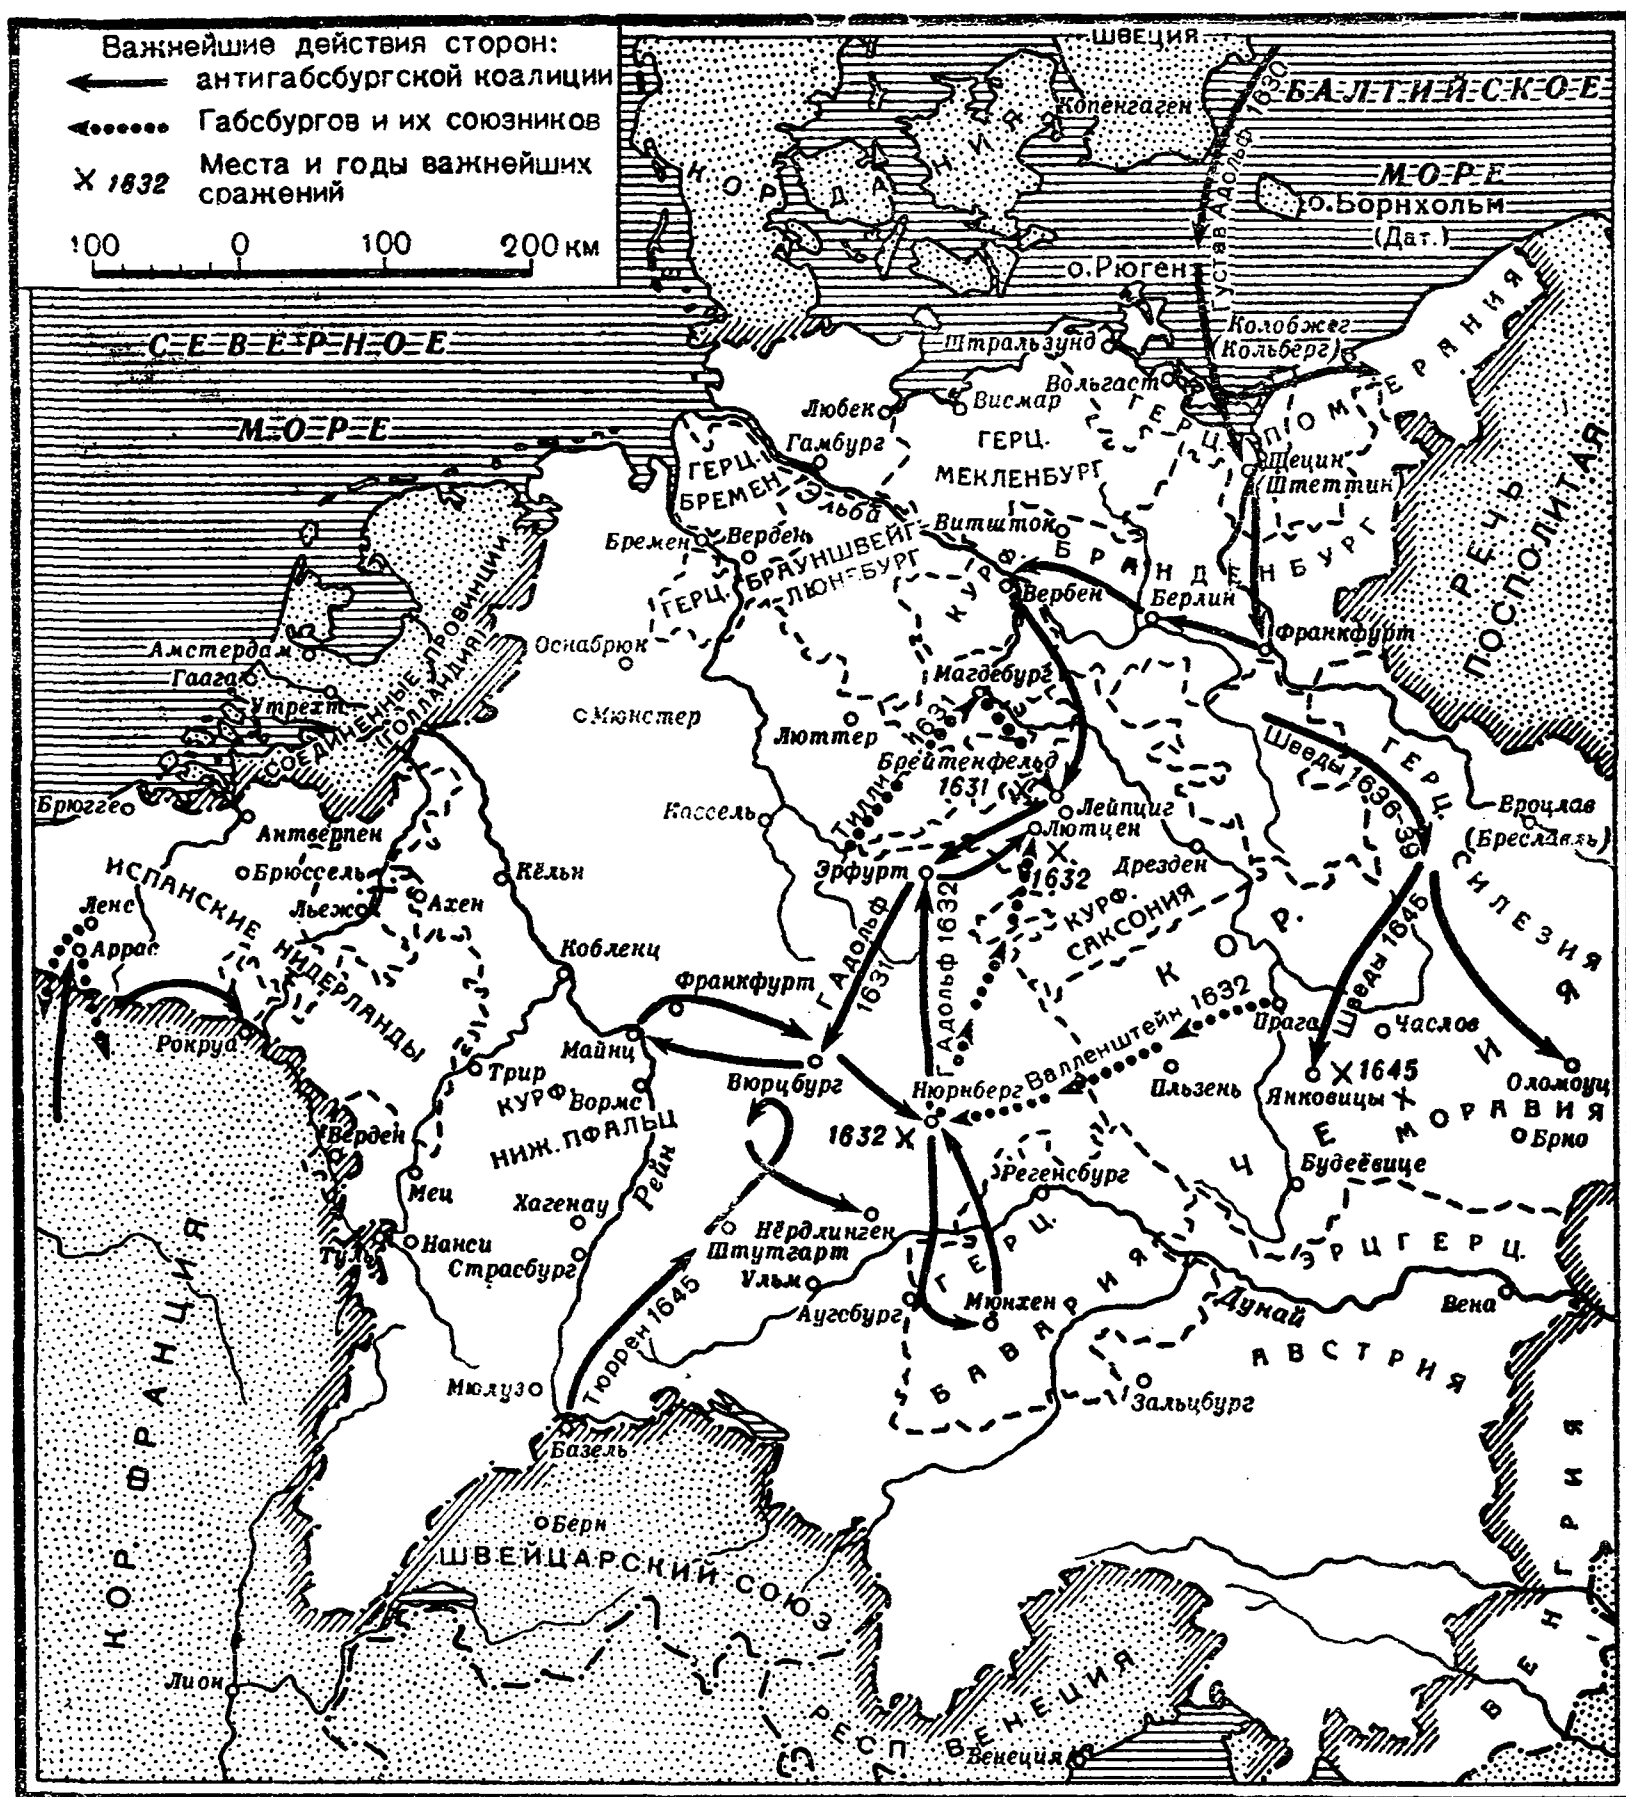 Важнейшие действия сторон:
антигабсбургской коалиции
Габсбургов и их союзников
× 1632 Места и годы важнейших
сражений
100 0 100 200 км
ШВЕЦИЯ
БАЛТИЙСКОЕ
МОРЕ
Копенгаген
КОР. ДАНИЯ
о. Борнхольм
(Дат.)
Густав Адольф 1630
о. Рюген
СЕВЕРНОЕ
МОРЕ
Штральзунд
Колобжег
(Кольберг)
Вольгаст
Висмар
Любек
Гамбург
ГЕРЦ. ПОМЕРАНИЯ
ГЕРЦ.
МЕКЛЕНБУРГ
Щецин
(Штеттин)
ГЕРЦ.
БРЕМЕН
Эльба
Витшток
Бремен
Верден
ГЕРЦ. БРАУНШВЕЙГ
ЛЮНЕБУРГ
КУРФ.
БРАНДЕНБУРГ
РЕЧЬ
ПОСПОЛИТАЯ
Вербен
Берлин
Франкфурт
Оснабрюк
Амстердам
Гаага
Утрехт
СОЕДИНЕННЫЕ ПРОВИНЦИИ
(ГОЛЛАНДИЯ)
Мюнстер
Магдебург
Люттер
Тилли 1631
Брейтенфельд
1631
Лейпциг
Лютцен
1632
Шведы 1636-39
ГЕРЦ.
СИЛЕЗИЯ
(Бреславль)
Брюгге
Антверпен
Брюссель
Кассель
Эрфурт
Дрезден
КУРФ.
САКСОНИЯ
ИСПАНСКИЕ НИДЕРЛАНДЫ
Льеж
Ахен
Кёльн
Ленс
Аррас
Кобленц
Франкфурт
Г. Адольф
1631
Г. Адольф 1632
КОР. ЧЕХИЯ
Шведы 1645
Валленштейн 1632
Прага
Часлов
Рокруа
Майнц
Трир
Вюрцбург
Нюрнберг
Пльзень
Янковицы
1645
Оломоуц
МОРАВИЯ
Брно
КУРФ.
НИЖ. ПФАЛЬЦ
Вормс
1632
Верден
Мец
Рейн
Регенсбург
Будеёвице
Хагенау
Нёрдлинген
Штутгарт
Туль
Нанси
Страсбург
Ульм
Аугсбург
Мюнхен
ГЕРЦ.
БАВАРИЯ
ЭРЦГЕРЦ.
АВСТРИЯ
Дунай
Вена
Тюррен 1645
Мюлуз
Базель
Зальцбург
КОР. ФРАНЦИЯ
Берн
ШВЕЙЦАРСКИЙ СОЮЗ
ВЕНГРИЯ
Лион
РЕСП. ВЕНЕЦИЯ
Венеция